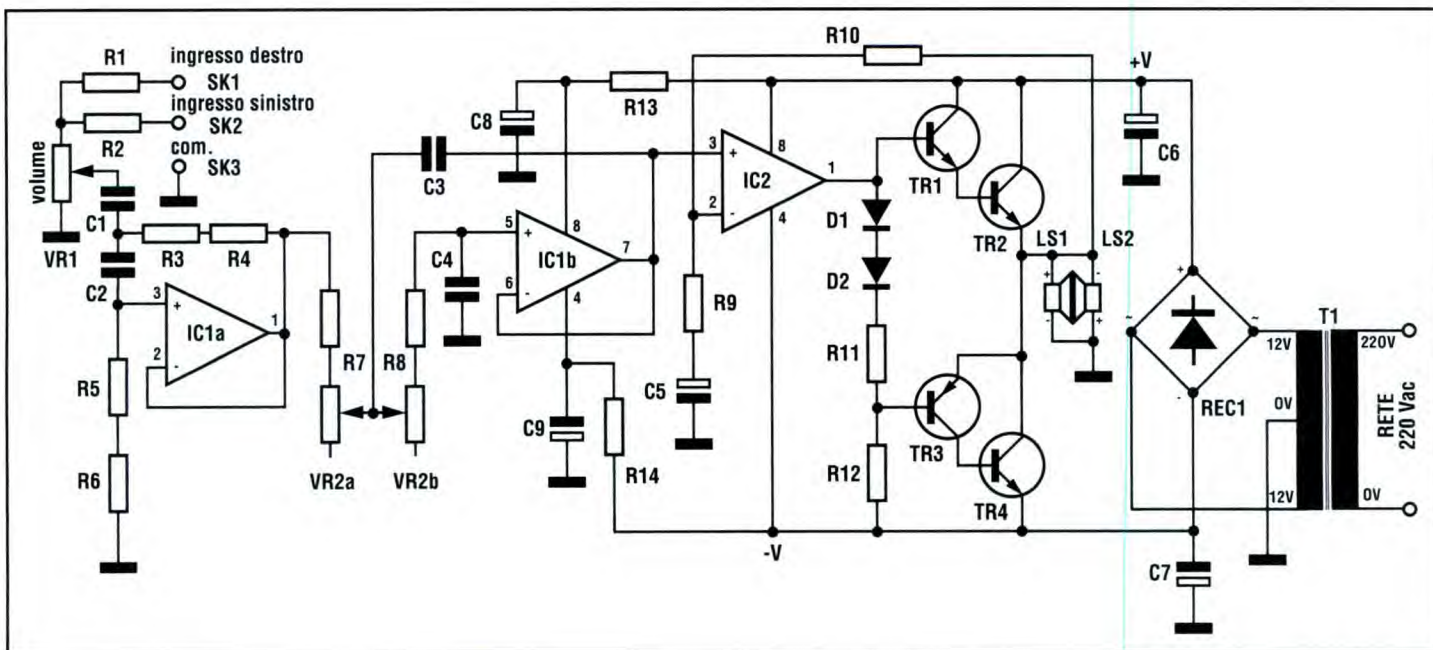 R1
ingresso destro
SK1
ingresso sinistro
R2
SK2
com.
SK3
volume
VR1
C1
R3
R4
C2
3
+
IC1a
1
2
-
R5
R6
R7
R8
VR2a
VR2b
C3
C4
C8
R13
5
+
8
IC1b
7
6
-
4
C9
R14
R10
3
+
8
IC2
1
2
-
4
R9
C5
D1
D2
R11
R12
TR1
TR2
TR3
TR4
LS1
LS2
+
-
-
+
+V
-V
C6
C7
+
~
~
-
REC1
T1
12V
0V
12V
220V
0V
RETE
220 Vac